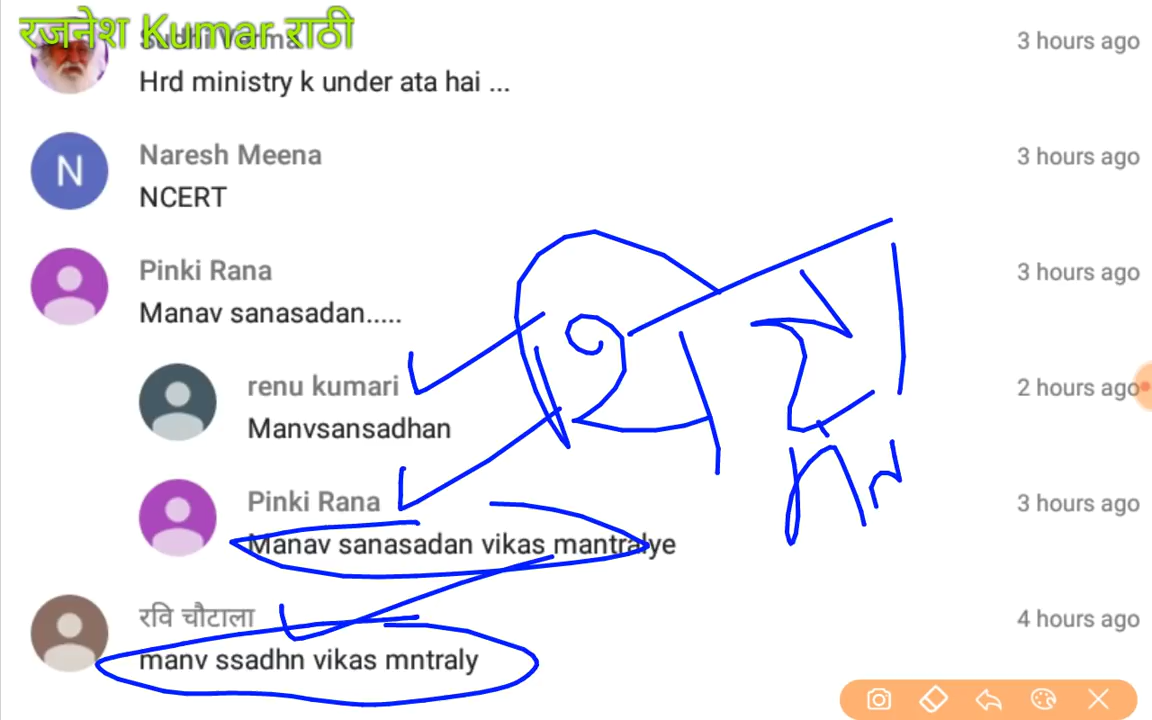 रजनेश Kumar राठी
3 hours ago
Hrd ministry k under ata hai ...
Naresh Meena
3 hours ago
N
NCERT
Pinki Rana
3 hours ago
Manav sanasadan.....
renu kumari
2 hours ago
Manvsansadhan
Pinki Rana
3 hours ago
Manav sanasadan vikas mantralye
रवि चौटाला
4 hours ago
manv ssadhn vikas mntraly